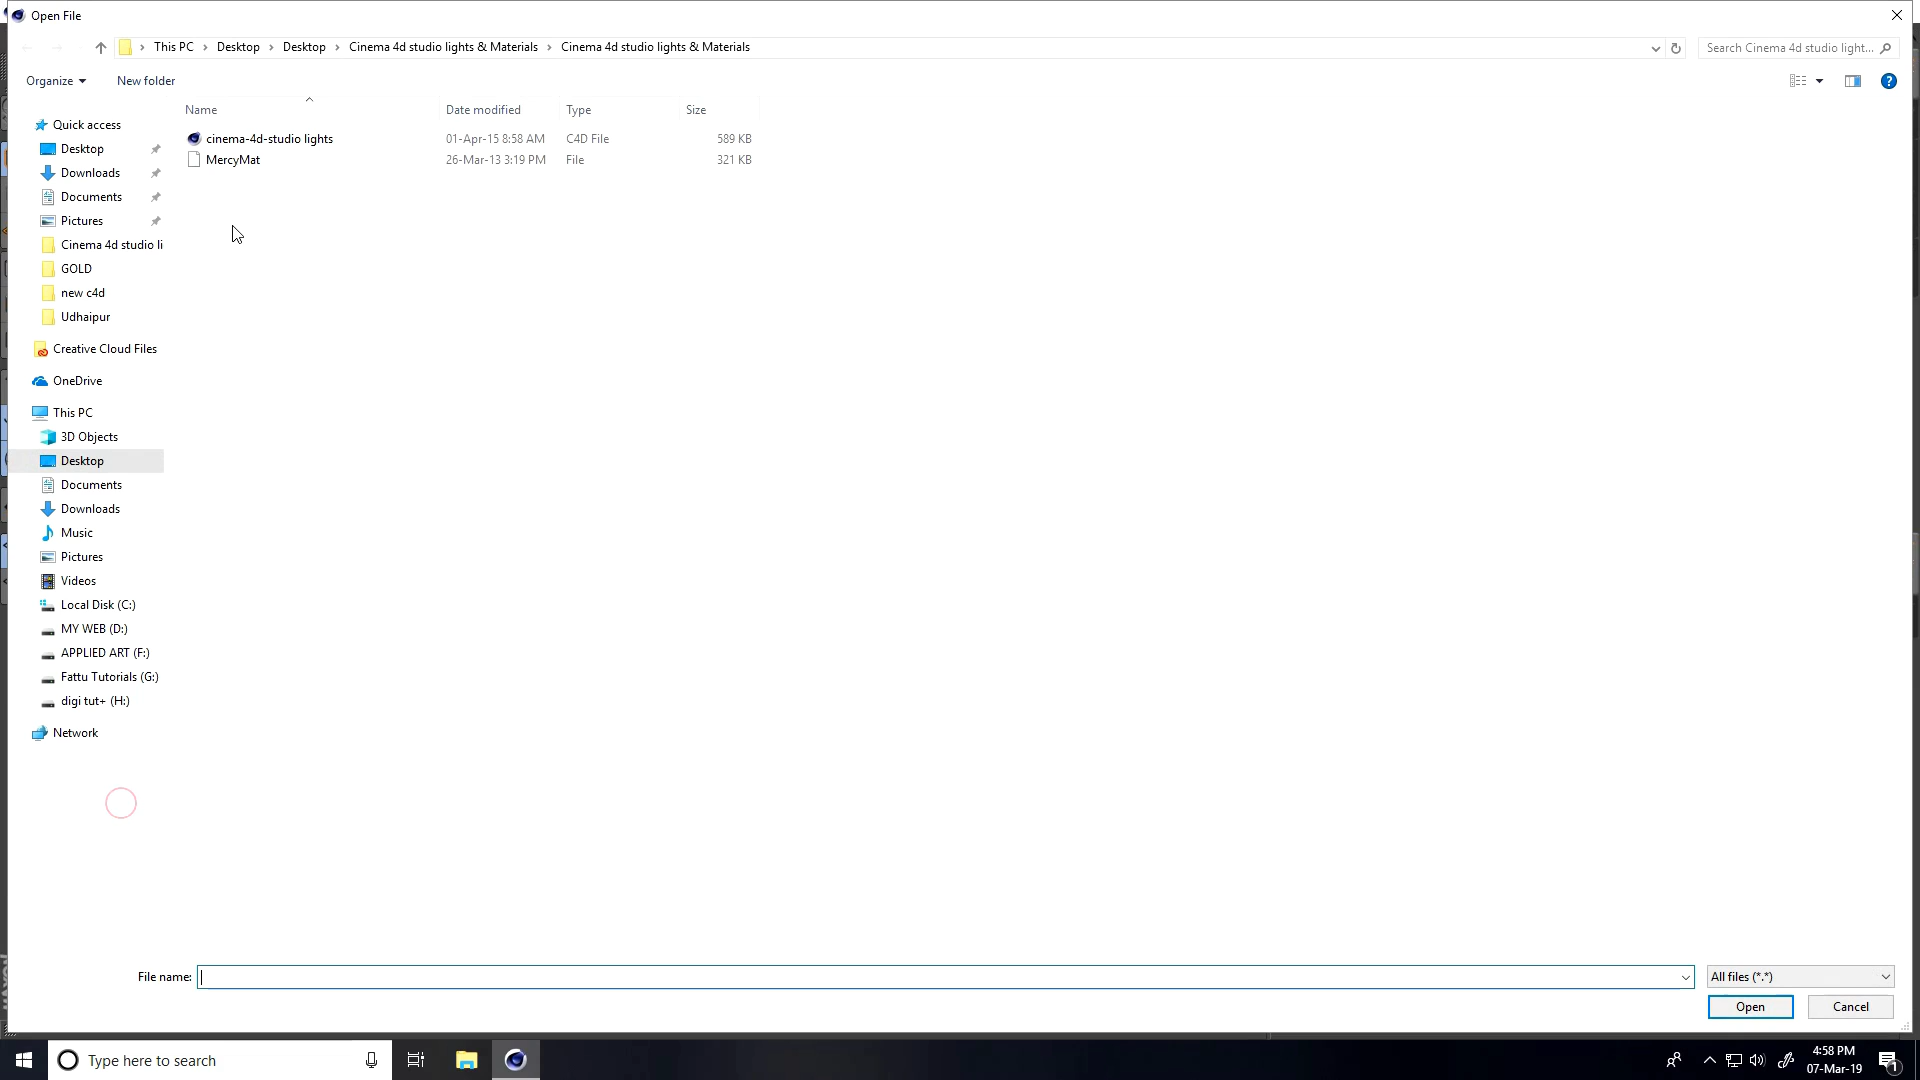 Open File
This PC > Desktop > Desktop > Cinema 4d studio lights & Materials > Cinema 4d studio lights & Materials
Search Cinema 4d studio light...
Organize
New folder
Name
Date modified
Type
Size
cinema-4d-studio lights
01-Apr-15 8:58 AM
C4D File
589 KB
MercyMat
26-Mar-13 3:19 PM
File
321 KB
Quick access
Desktop
Downloads
Documents
Pictures
Cinema 4d studio li
GOLD
new c4d
Udhaipur
Creative Cloud Files
OneDrive
This PC
3D Objects
Desktop
Documents
Downloads
Music
Pictures
Videos
Local Disk (C:)
MY WEB (D:)
APPLIED ART (F:)
Fattu Tutorials (G:)
digi tut+ (H:)
Network
File name:
All files (*.*)
Open
Cancel
Type here to search
4:58 PM
07-Mar-19
1